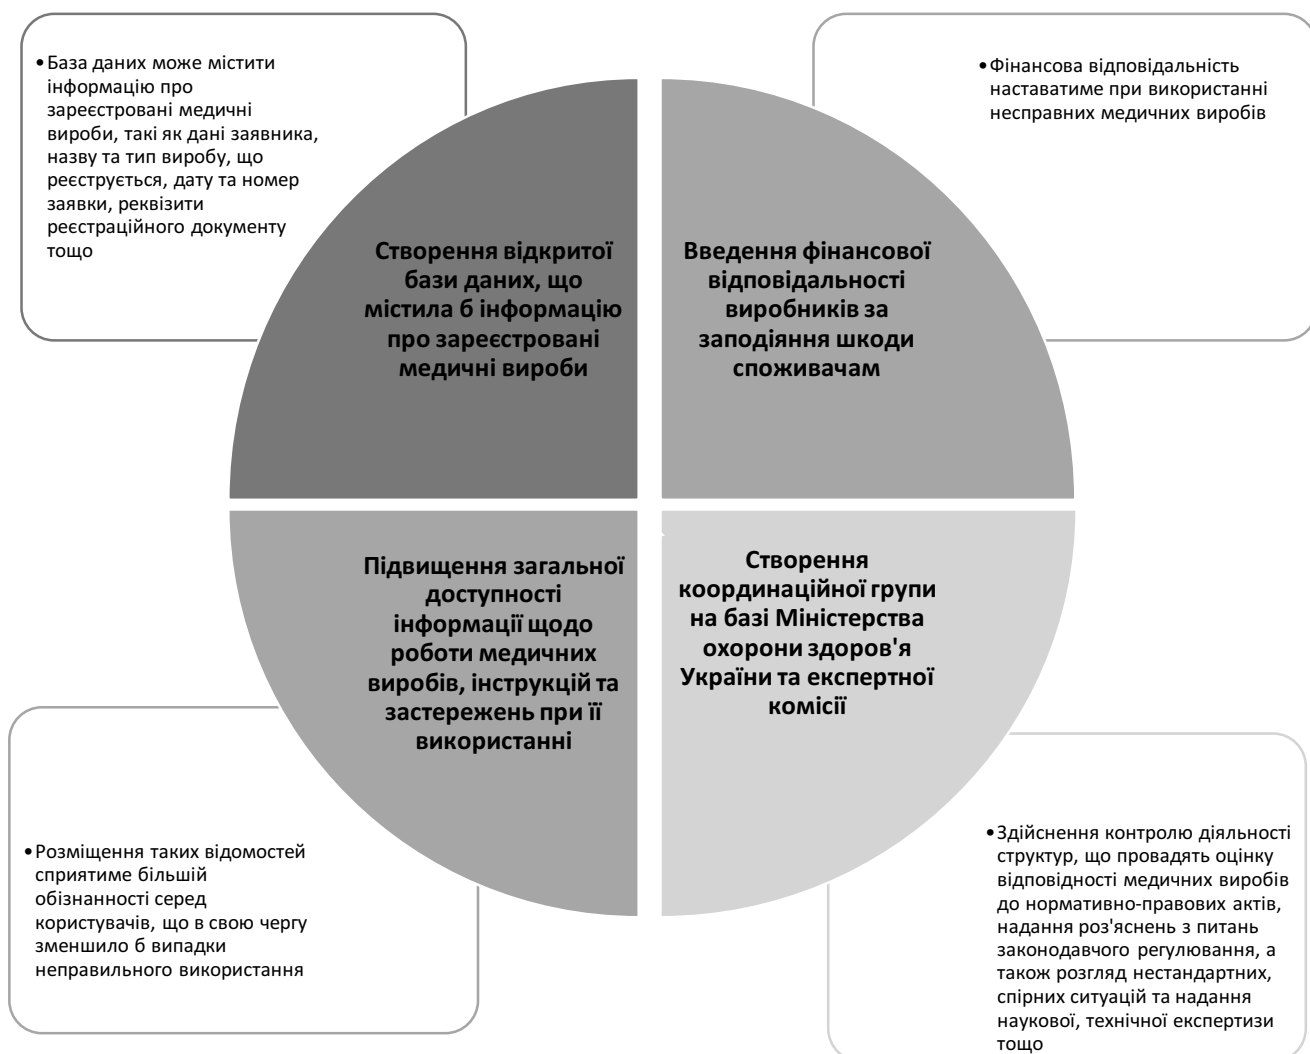 •База даних може містити
інформацію про
зареєстровані медичні
вироби, такі як дані заявника,
назву та тип виробу, що
реєструється, дату та номер
заявки, реквізити
реєстраційного документу
тощо
Створення відкритої
бази даних, що
містила б інформацію
про зареєстровані
медичні вироби
•Фінансова відповідальність
наставатиме при використанні
несправних медичних виробів
Введення фінансової
відповідальності
виробників за
заподіяння шкоди
споживачам
Підвищення загальної
доступності
інформації щодо
роботи медичних
виробів, інструкцій та
застережень при її
використанні
•Розміщення таких відомостей
сприятиме більшій
обізнаності серед
користувачів, що в свою чергу
зменшило б випадки
неправильного використання
Створення
координаційної групи
на базі Міністерства
охорони здоров'я
України та експертної
комісії
•Здійснення контролю діяльності
структур, що провадять оцінку
відповідності медичних виробів
до нормативно-правових актів,
надання роз'яснень з питань
законодавчого регулювання, а
також розгляд нестандартних,
спірних ситуацій та надання
наукової, технічної експертизи
тощо